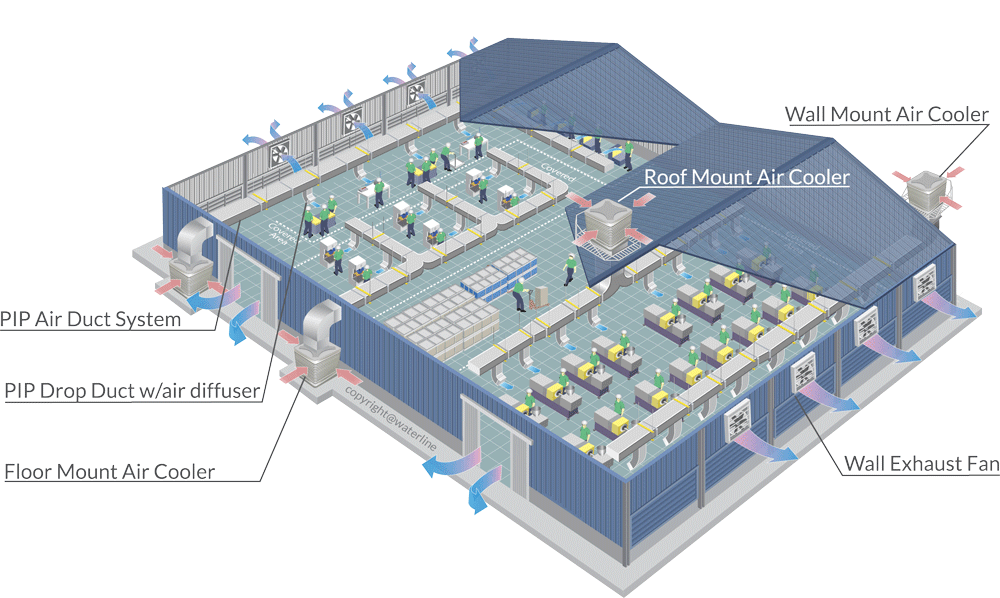 Wall Mount Air Cooler
Covered
Roof Mount Air Cooler
Covered
Area
PIP Air Duct System
PIP Drop Duct w/air diffuser
copyright@waterline
Floor Mount Air Cooler
Wall Exhaust Fan